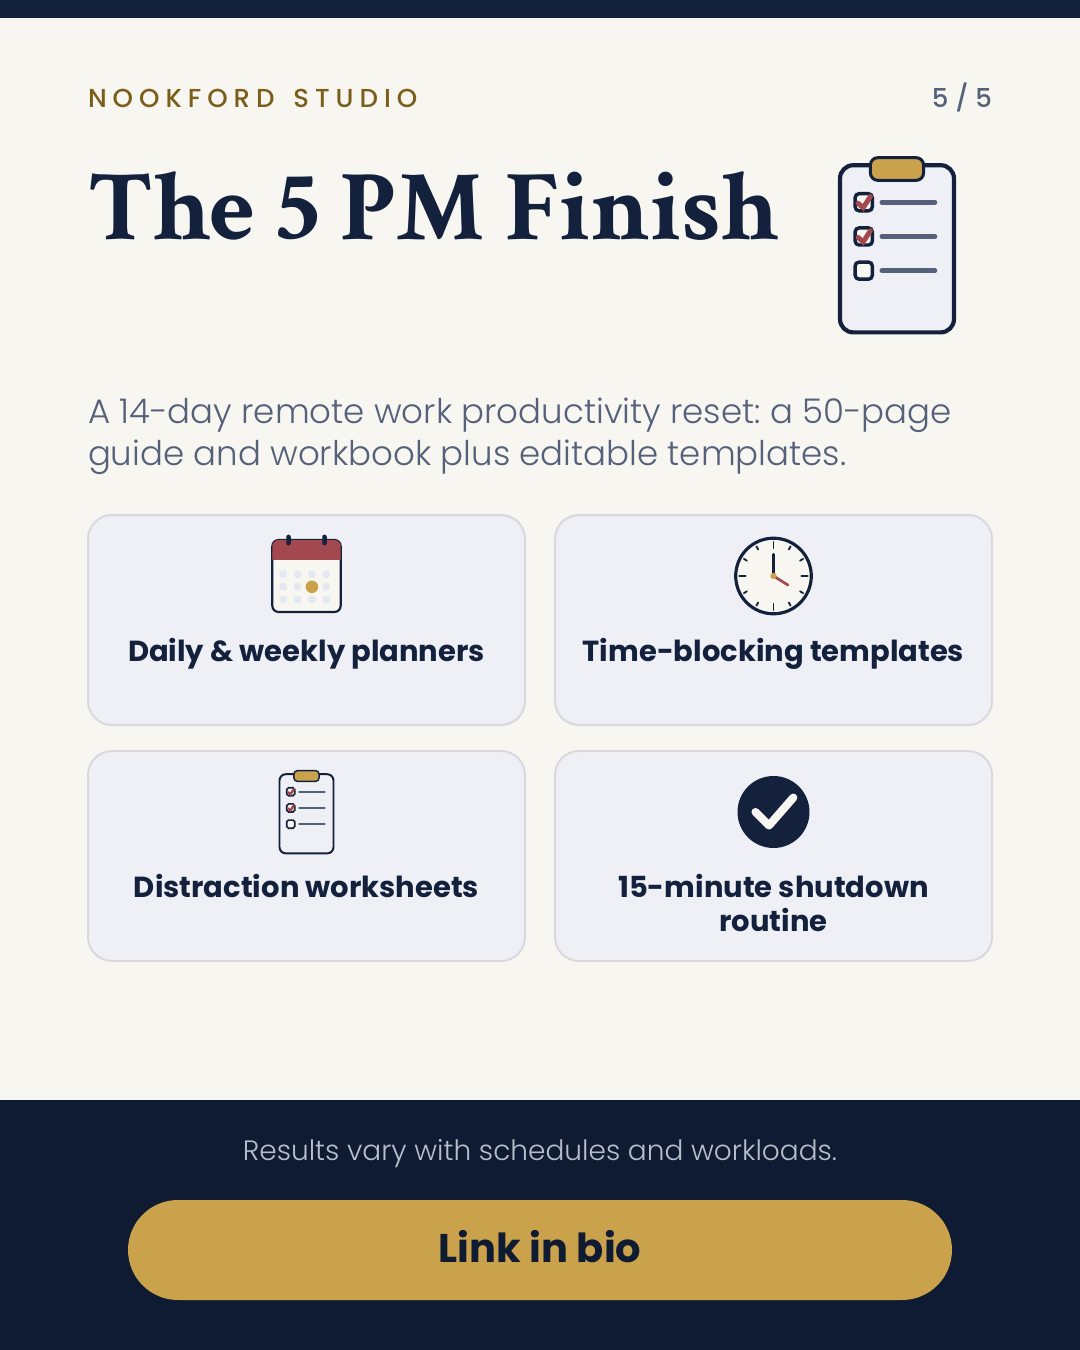 NOOKFORD STUDIO
5 / 5
The 5 PM Finish
A 14-day remote work productivity reset: a 50-page
guide and workbook plus editable templates.
Daily & weekly planners
Time-blocking templates
Distraction worksheets
15-minute shutdown
routine
Results vary with schedules and workloads.
Link in bio